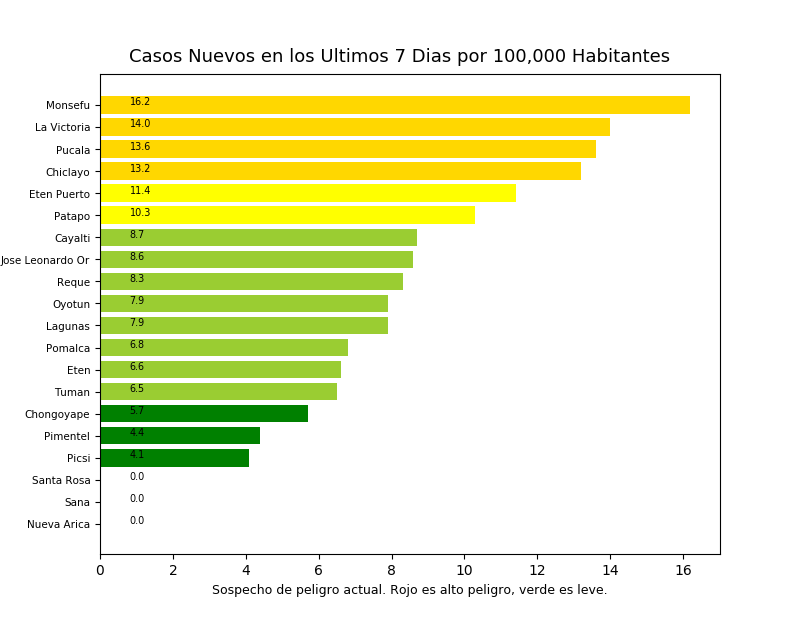 Casos Nuevos en los Ultimos 7 Dias por 100,000 Habitantes
Monsefu 16.2
La Victoria 14.0
Pucala 13.6
Chiclayo 13.2
Eten Puerto 11.4
Patapo 10.3
Cayalti 8.7
Jose Leonardo Or 8.6
Reque 8.3
Oyotun 7.9
Lagunas 7.9
Pomalca 6.8
Eten 6.6
Tuman 6.5
Chongoyape 5.7
Pimentel 4.4
Picsi 4.1
Santa Rosa 0.0
Sana 0.0
Nueva Arica 0.0
0 2 4 6 8 10 12 14 16
Sospecho de peligro actual. Rojo es alto peligro, verde es leve.